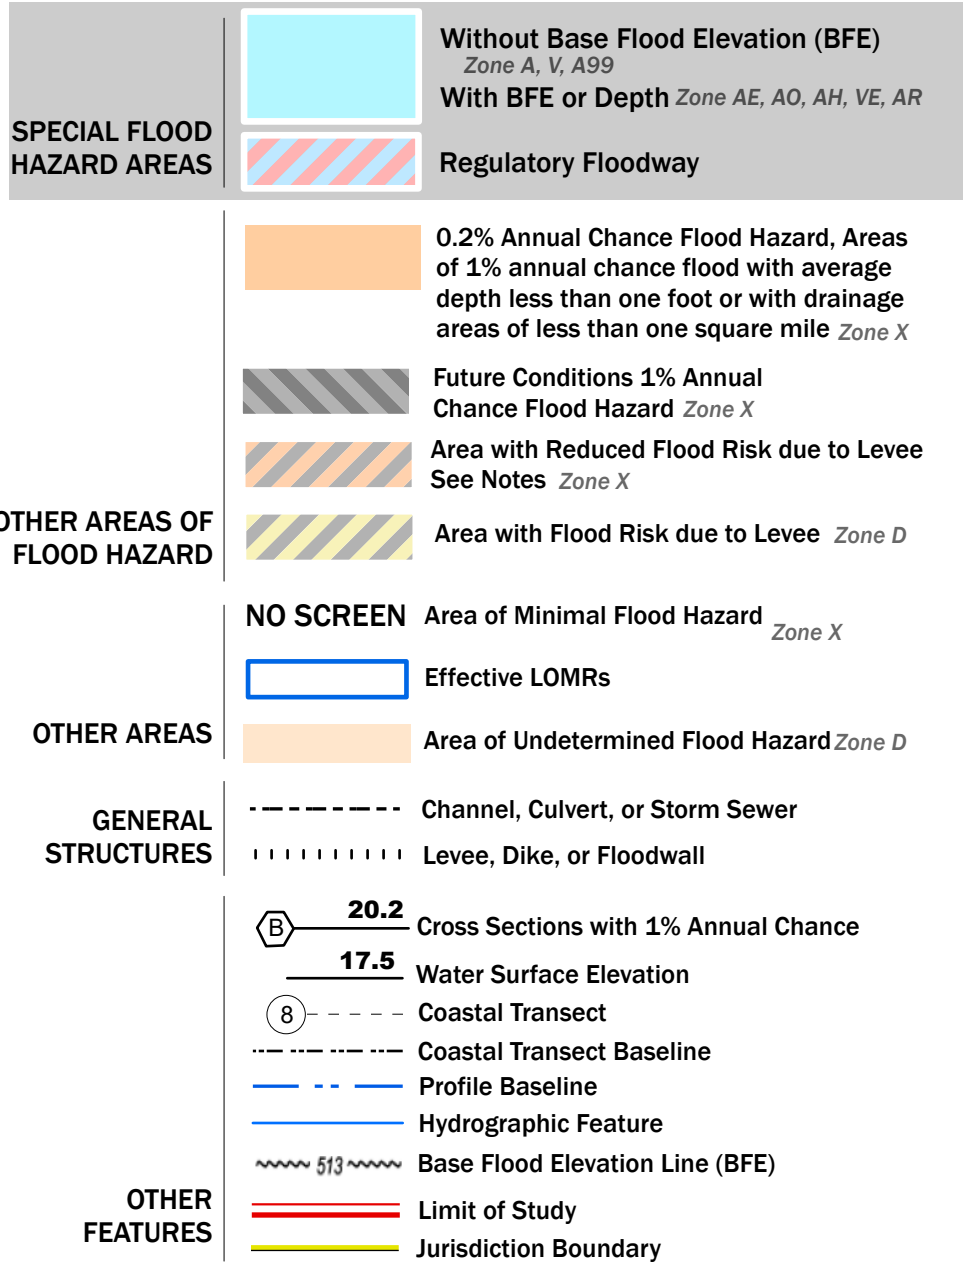 SPECIAL FLOOD
HAZARD AREAS
Without Base Flood Elevation (BFE)
Zone A, V, A99
With BFE or Depth Zone AE, AO, AH, VE, AR
Regulatory Floodway
OTHER AREAS OF
FLOOD HAZARD
0.2% Annual Chance Flood Hazard, Areas
of 1% annual chance flood with average
depth less than one foot or with drainage
areas of less than one square mile Zone X
Future Conditions 1% Annual
Chance Flood Hazard Zone X
Area with Reduced Flood Risk due to Levee
See Notes Zone X
Area with Flood Risk due to Levee Zone D
OTHER AREAS
NO SCREEN Area of Minimal Flood Hazard Zone X
Effective LOMRs
Area of Undetermined Flood Hazard Zone D
GENERAL
STRUCTURES
Channel, Culvert, or Storm Sewer
Levee, Dike, or Floodwall
OTHER
FEATURES
B 20.2 Cross Sections with 1% Annual Chance
17.5 Water Surface Elevation
8 Coastal Transect
Coastal Transect Baseline
Profile Baseline
Hydrographic Feature
513 Base Flood Elevation Line (BFE)
Limit of Study
Jurisdiction Boundary